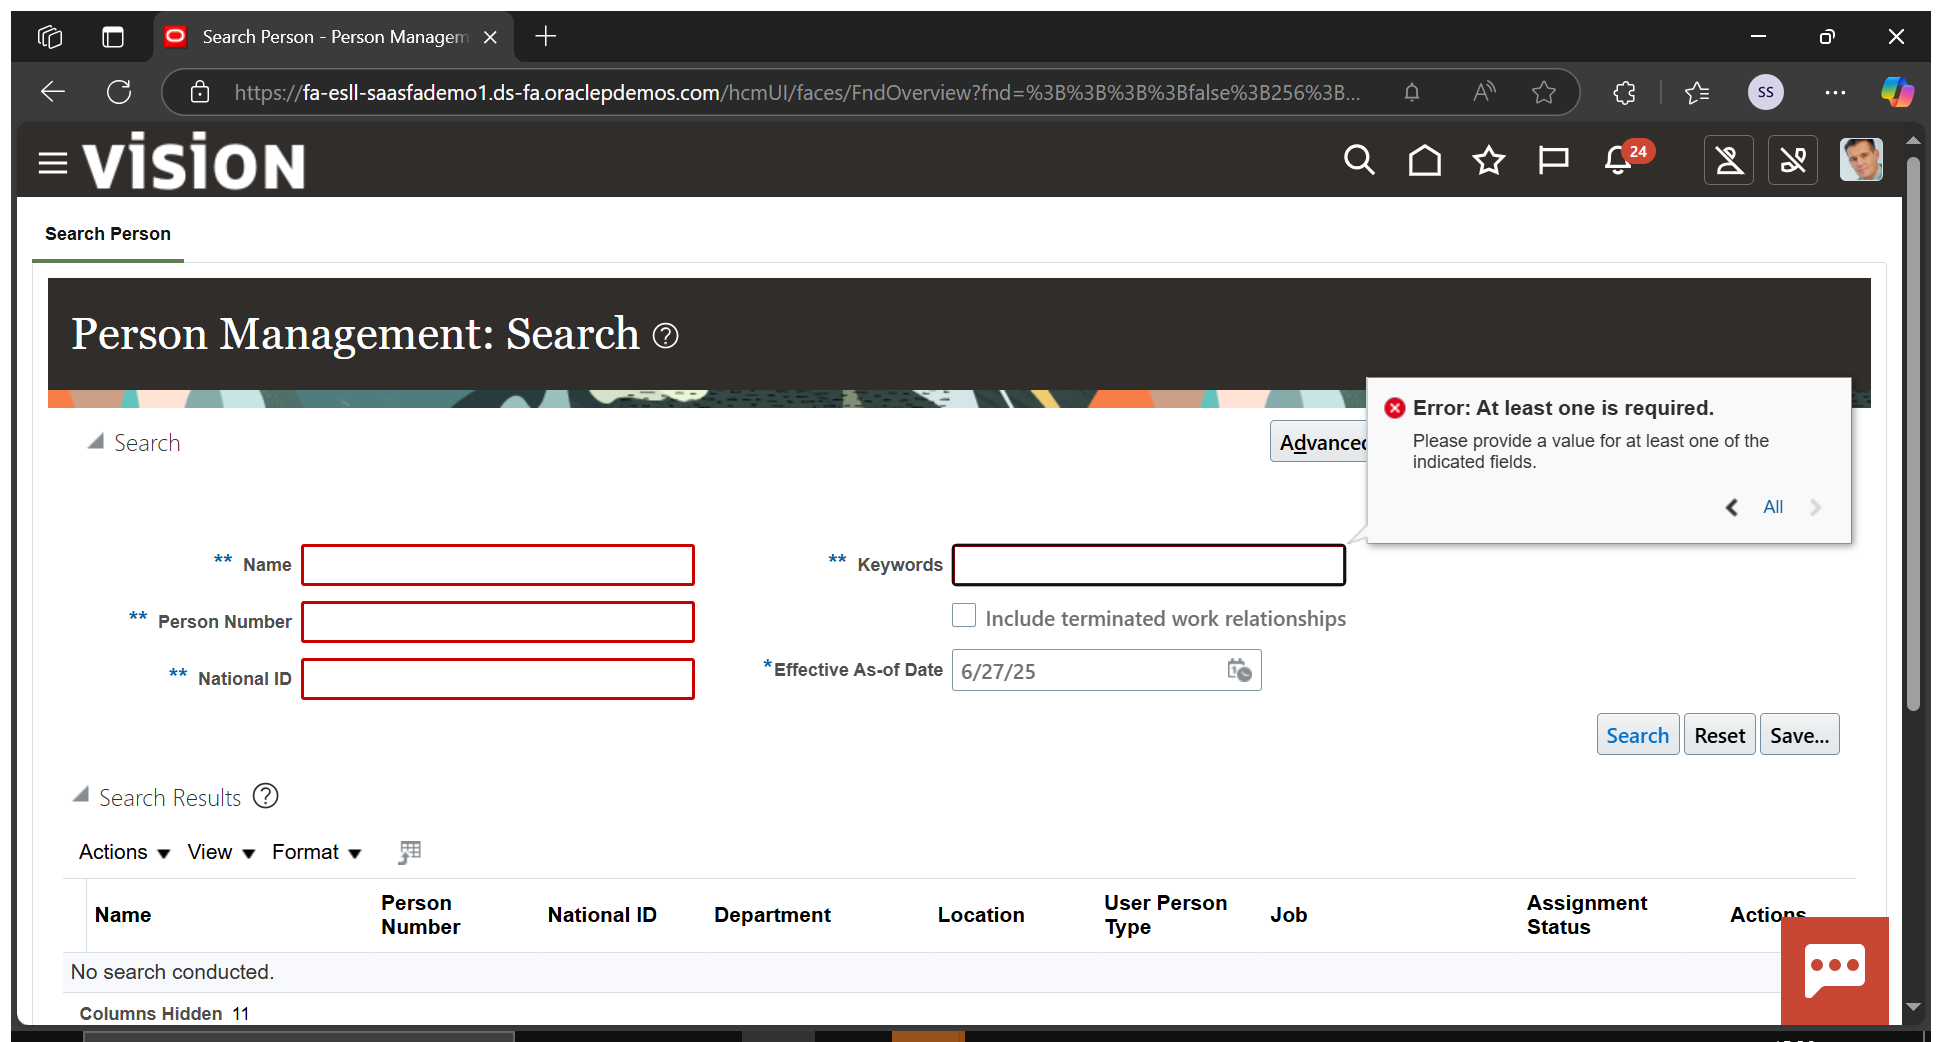 Search Person - Person Managem
https://fa-esll-saasfademo1.ds-fa.oraclepdemos.com/hcmUI/faces/FndOverview?fnd=%3B%3B%3B%3Bfalse%3B256%3B...
SS
VISION
24
Search Person
Person Management: Search
Error: At least one is required.
Please provide a value for at least one of the
indicated fields.
All
Search
Advanced
** Name
** Keywords
** Person Number
Include terminated work relationships
** National ID
*Effective As-of Date 6/27/25
Search Reset Save...
Search Results
Actions View Format
Name Person Number National ID Department Location User Person Type Job Assignment Status Actions
No search conducted.
Columns Hidden 11